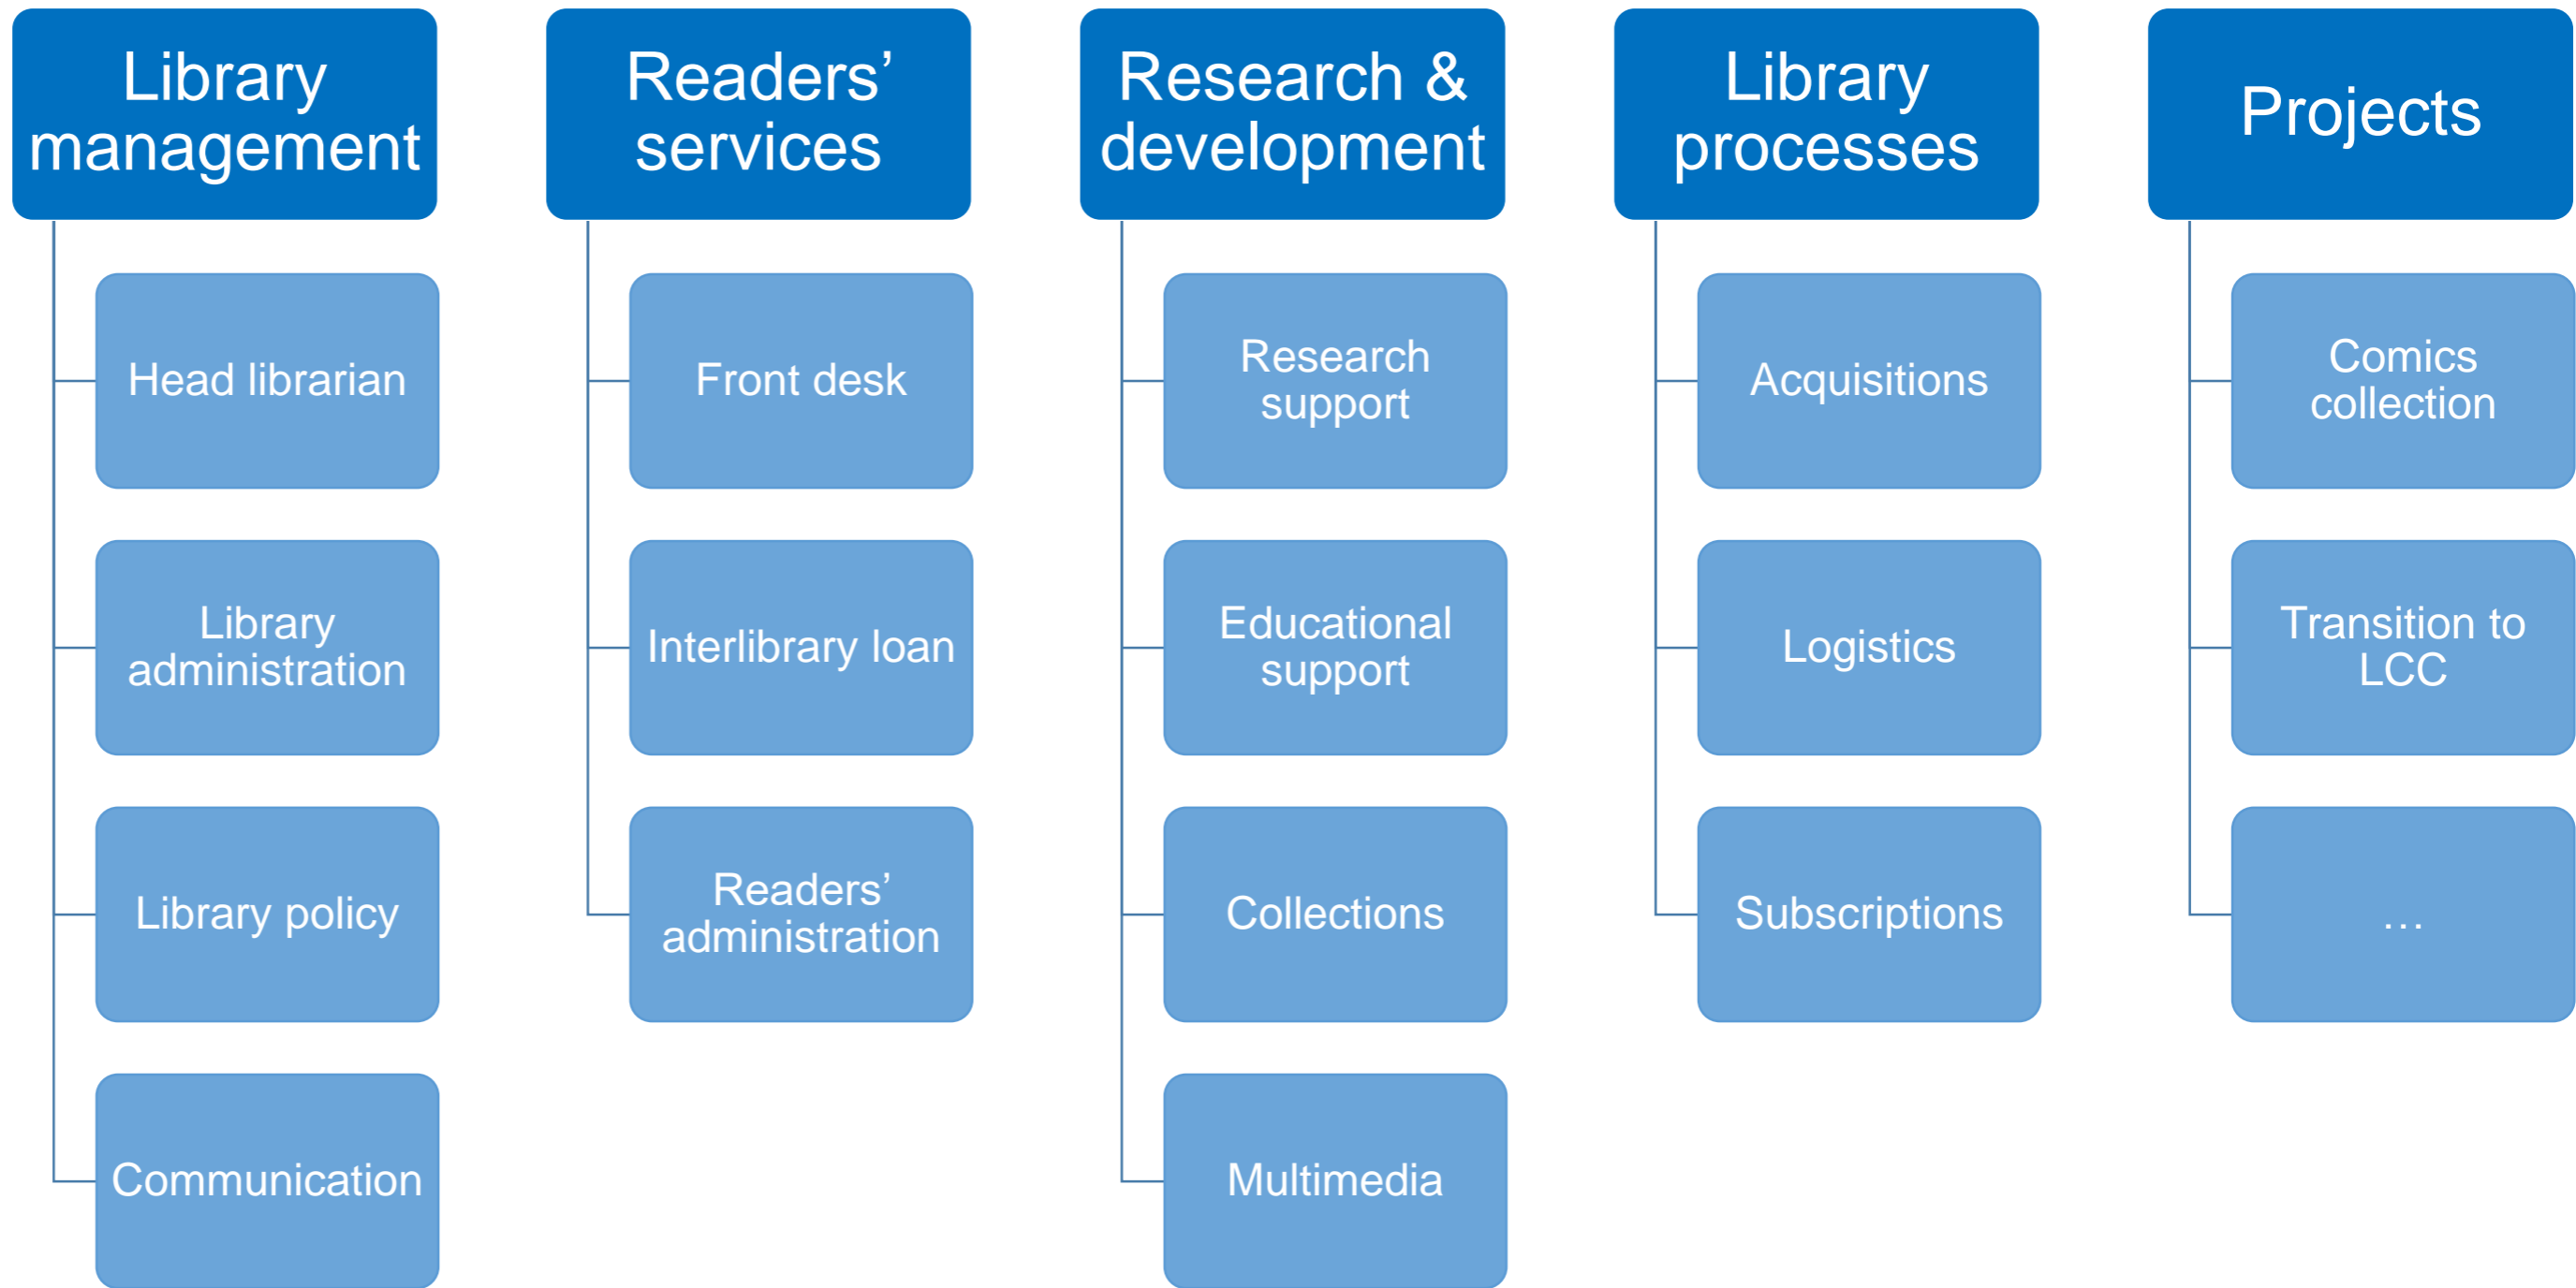 Library
management
Head librarian
Library
administration
Library policy
Communication
Readers’
services
Front desk
Interlibrary loan
Readers’
administration
Research &
development
Research
support
Educational
support
Collections
Multimedia
Library
processes
Acquisitions
Logistics
Subscriptions
Projects
Comics
collection
Transition to
LCC
…